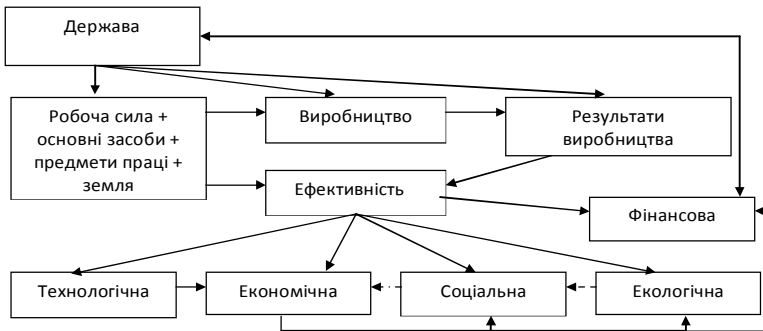 Держава
Робоча сила +
основні засоби +
предмети праці +
земля
Виробництво
Результати
виробництва
Ефективність
Фінансова
Технологічна
Економічна
Соціальна
Екологічна